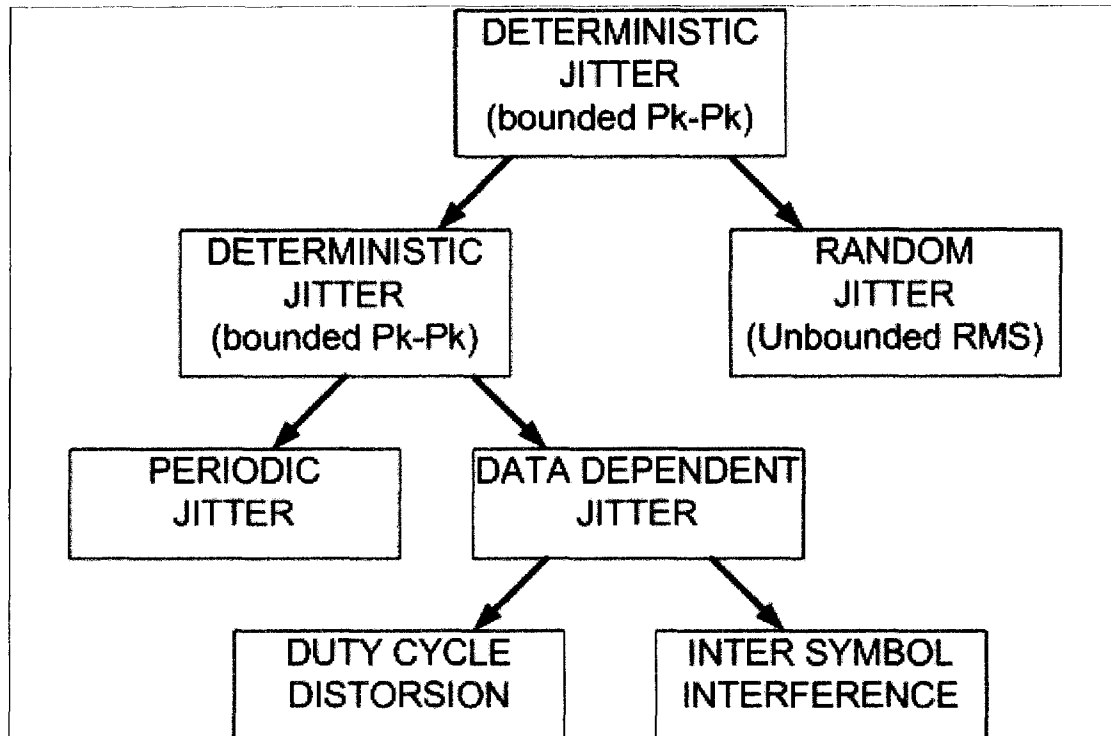 DETERMINISTIC
JITTER
(bounded Pk-Pk)
DETERMINISTIC
JITTER
(bounded Pk-Pk)
RANDOM
JITTER
(Unbounded RMS)
PERIODIC
JITTER
DATA DEPENDENT
JITTER
DUTY CYCLE
DISTORSION
INTER SYMBOL
INTERFERENCE